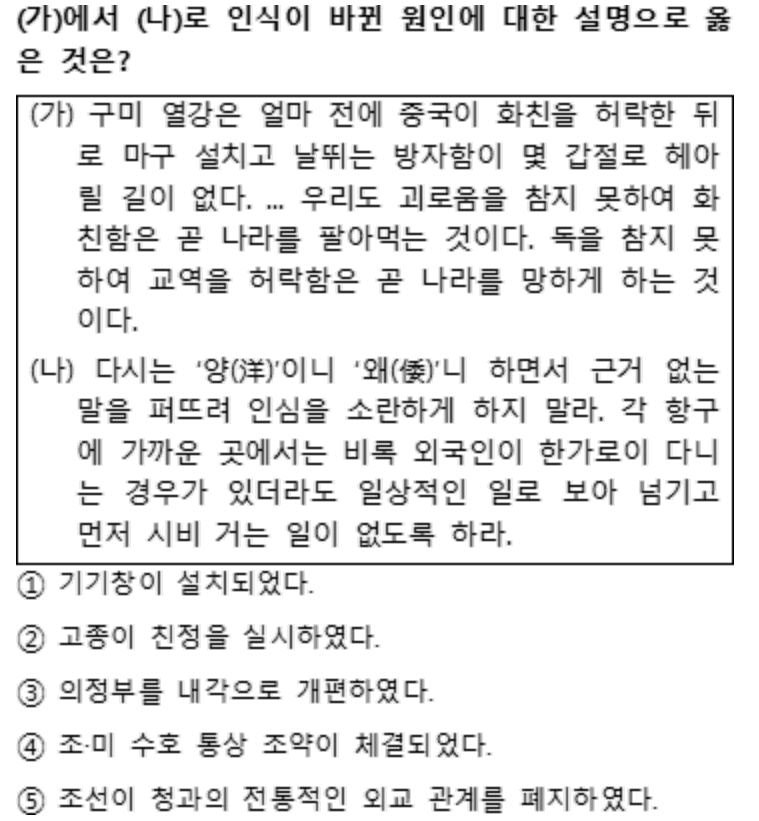 (가)에서 (나)로 인식이 바뀐 원인에 대한 설명으로 옳
은 것은?
(가) 구미 열강은 얼마 전에 중국이 화친을 허락한 뒤
로 마구 설치고 날뛰는 방자함이 몇 갑절로 헤아
릴 길이 없다. ... 우리도 괴로움을 참지 못하여 화
친함은 곧 나라를 팔아먹는 것이다. 독을 참지 못
하여 교역을 허락함은 곧 나라를 망하게 하는 것
이다.
(나) 다시는 '양(洋)'이니 '왜(倭)'니 하면서 근거 없는
말을 퍼뜨려 인심을 소란하게 하지 말라. 각 항구
에 가까운 곳에서는 비록 외국인이 한가로이 다니
는 경우가 있더라도 일상적인 일로 보아 넘기고
먼저 시비 거는 일이 없도록 하라.
① 기기창이 설치되었다.
② 고종이 친정을 실시하였다.
③ 의정부를 내각으로 개편하였다.
④ 조·미 수호 통상 조약이 체결되었다.
⑤ 조선이 청과의 전통적인 외교 관계를 폐지하였다.